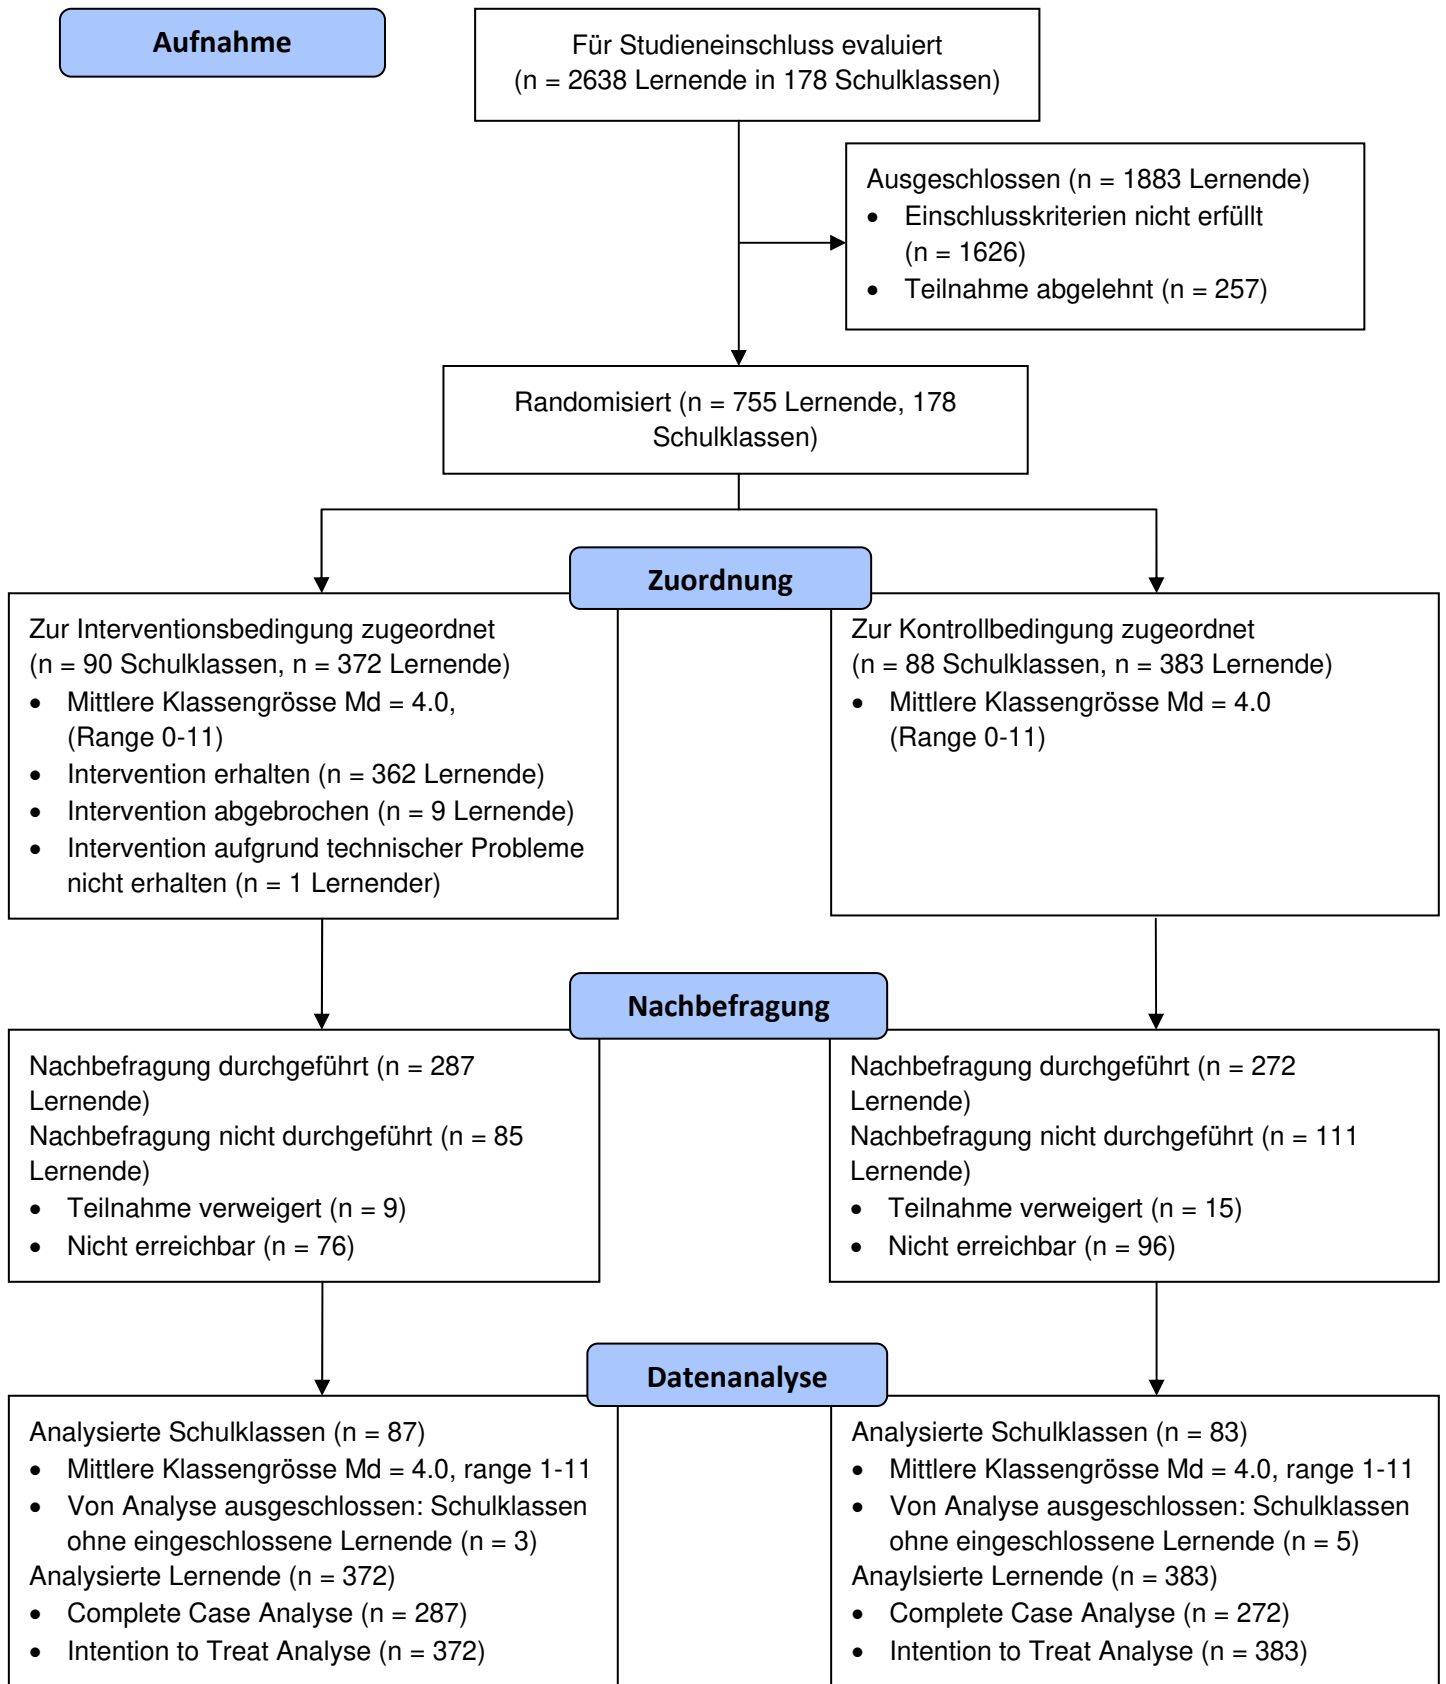 Aufnahme
Für Studieneinschluss evaluiert
(n = 2638 Lernende in 178 Schulklassen)
Ausgeschlossen (n = 1883 Lernende)
• Einschlusskriterien nicht erfüllt
(n = 1626)
• Teilnahme abgelehnt (n = 257)
Randomisiert (n = 755 Lernende, 178
Schulklassen)
Zuordnung
Zur Interventionsbedingung zugeordnet
(n = 90 Schulklassen, n = 372 Lernende)
• Mittlere Klassengrösse Md = 4.0,
(Range 0-11)
• Intervention erhalten (n = 362 Lernende)
• Intervention abgebrochen (n = 9 Lernende)
• Intervention aufgrund technischer Probleme
nicht erhalten (n = 1 Lernender)
Zur Kontrollbedingung zugeordnet
(n = 88 Schulklassen, n = 383 Lernende)
• Mittlere Klassengrösse Md = 4.0
(Range 0-11)
Nachbefragung
Nachbefragung durchgeführt (n = 287
Lernende)
Nachbefragung nicht durchgeführt (n = 85
Lernende)
• Teilnahme verweigert (n = 9)
• Nicht erreichbar (n = 76)
Nachbefragung durchgeführt (n = 272
Lernende)
Nachbefragung nicht durchgeführt (n = 111
Lernende)
• Teilnahme verweigert (n = 15)
• Nicht erreichbar (n = 96)
Datenanalyse
Analysierte Schulklassen (n = 87)
• Mittlere Klassengrösse Md = 4.0, range 1-11
• Von Analyse ausgeschlossen: Schulklassen
ohne eingeschlossene Lernende (n = 3)
Analysierte Lernende (n = 372)
• Complete Case Analyse (n = 287)
• Intention to Treat Analyse (n = 372)
Analysierte Schulklassen (n = 83)
• Mittlere Klassengrösse Md = 4.0, range 1-11
• Von Analyse ausgeschlossen: Schulklassen
ohne eingeschlossene Lernende (n = 5)
Anaylsierte Lernende (n = 383)
• Complete Case Analyse (n = 272)
• Intention to Treat Analyse (n = 383)